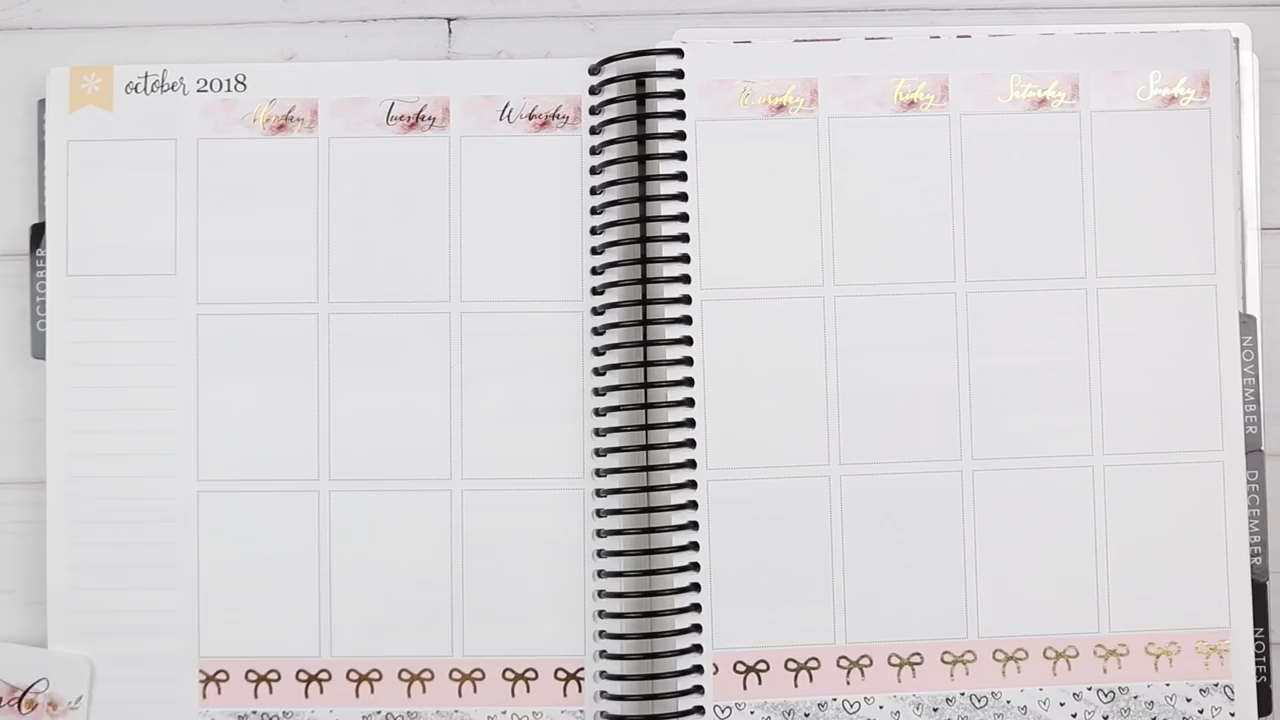 october 2018
Monday
Tuesday
Wednesday
Thursday
Friday
Saturday
Sunday
OCTOBER
NOVEMBER
DECEMBER
NOTES